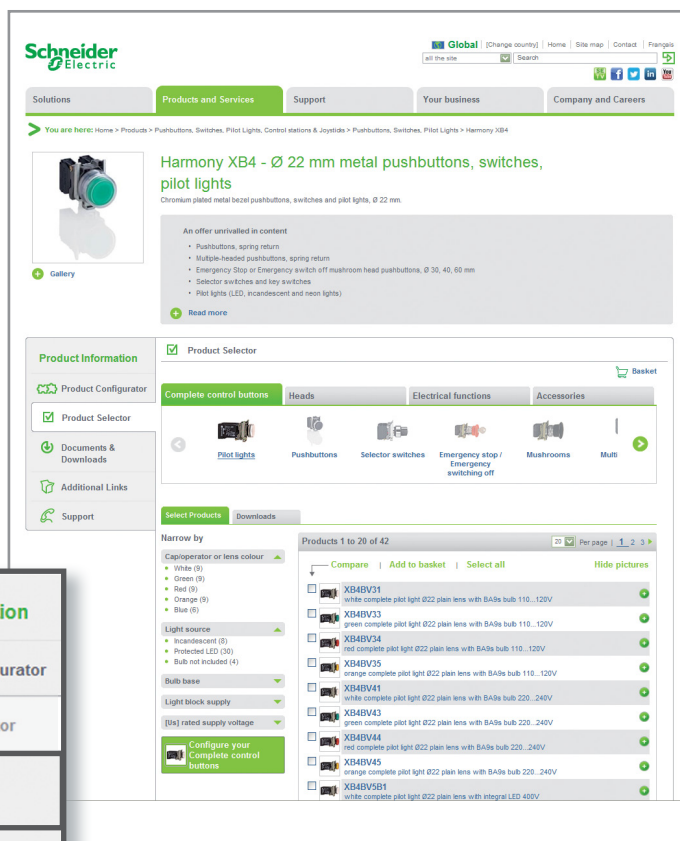 Schneider
Electric
Global | [Change country] | Home | Site map | Contact | Français
all the site Search
Solutions Products and Services Support Your business Company and Careers
You are here: Home > Products > Pushbuttons, Switches, Pilot Lights, Control stations & Joysticks > Pushbuttons, Switches, Pilot Lights > Harmony XB4
Harmony XB4 - Ø 22 mm metal pushbuttons, switches,
pilot lights
Chromium plated metal bezel pushbuttons, switches and pilot lights, Ø 22 mm.
An offer unrivalled in content
• Pushbuttons, spring return
• Multiple-headed pushbuttons, spring return
• Emergency Stop or Emergency switch off mushroom head pushbuttons, Ø 30, 40, 60 mm
• Selector switches and key switches
• Pilot lights (LED, incandescent and neon lights)
Gallery
Read more
Product Information
Product Configurator
Product Selector
Documents &
Downloads
Additional Links
Support
Product Selector
Basket
Complete control buttons Heads Electrical functions Accessories
Pilot lights Pushbuttons Selector switches Emergency stop /
Emergency
switching off Mushrooms Multi
Select Products Downloads
Narrow by
Cap/operator or lens colour
• White (9)
• Green (9)
• Red (9)
• Orange (9)
• Blue (6)
Light source
• Incandescent (8)
• Protected LED (30)
• Bulb not included (4)
Bulb base
Light block supply
[Us] rated supply voltage
Configure your
Complete control
buttons
Products 1 to 20 of 42 20 Per page | 1 2 3
Compare | Add to basket | Select all Hide pictures
XB4BV31
white complete pilot light Ø22 plain lens with BA9s bulb 110...120V
XB4BV33
green complete pilot light Ø22 plain lens with BA9s bulb 110...120V
XB4BV34
red complete pilot light Ø22 plain lens with BA9s bulb 110...120V
XB4BV35
orange complete pilot light Ø22 plain lens with BA9s bulb 110...120V
XB4BV41
white complete pilot light Ø22 plain lens with BA9s bulb 220...240V
XB4BV43
green complete pilot light Ø22 plain lens with BA9s bulb 220...240V
XB4BV44
red complete pilot light Ø22 plain lens with BA9s bulb 220...240V
XB4BV45
orange complete pilot light Ø22 plain lens with BA9s bulb 220...240V
XB4BV5B1
white complete pilot light Ø22 plain lens with integral LED 400V
ion
urator
or